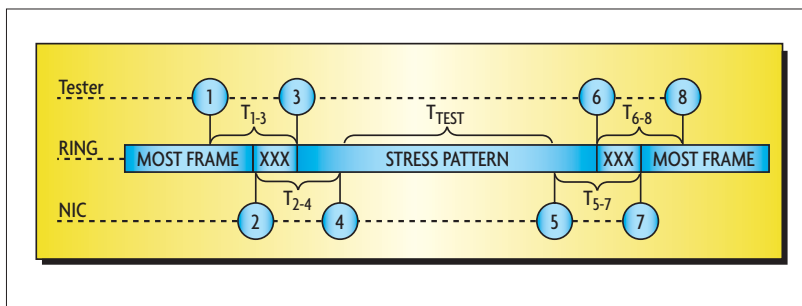 Tester 1 3 6 8
T1-3 TTEST T6-8
RING MOST FRAME XXX STRESS PATTERN XXX MOST FRAME
T2-4 T5-7
NIC 2 4 5 7